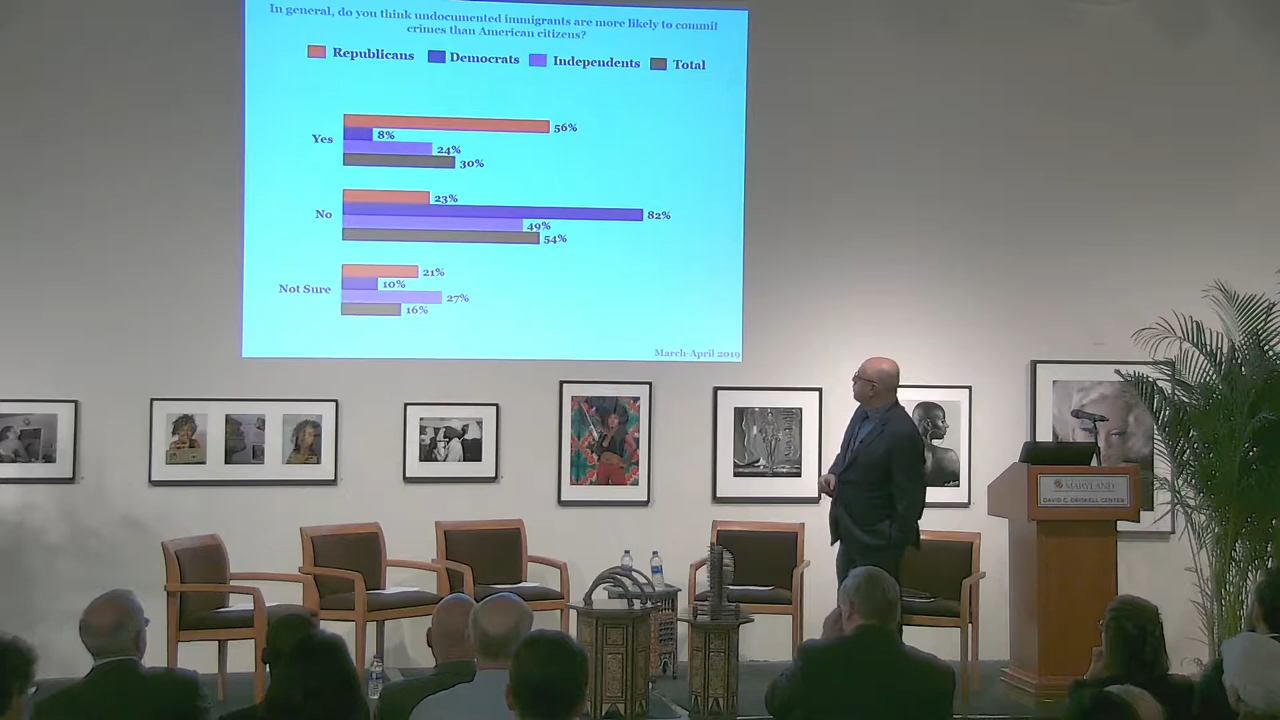 In general, do you think undocumented immigrants are more likely to commit
crimes than American citizens?
Republicans Democrats Independents Total
Yes
56%
8%
24%
30%
No
23%
82%
49%
54%
Not Sure
21%
10%
27%
16%
March-April 2019
MARYLAND
DAVID C. DRISKELL CENTER